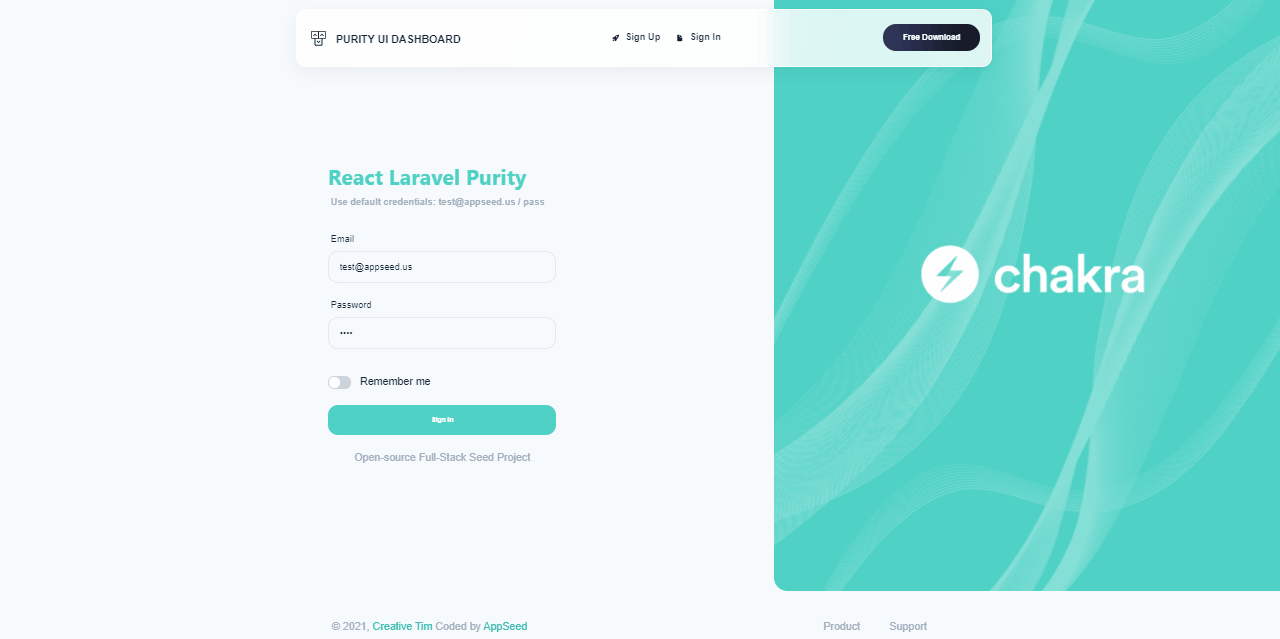 PURITY UI DASHBOARD
Sign Up
Sign In
Free Download
React Laravel Purity
Use default credentials: test@appseed.us / pass
Email
test@appseed.us
Password
••••
Remember me
Sign In
Open-source Full-Stack Seed Project
chakra
© 2021, Creative Tim Coded by AppSeed
Product
Support